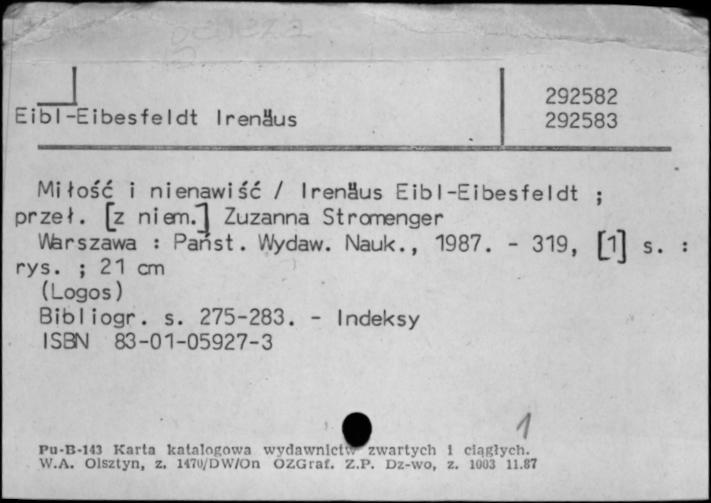 geneza
292582
Eibl-Eibesfeldt Irenäus 292583
Miłość i nienawiść / Irenäus Eibl-Eibesfeldt ;
przeł. [z niem.] Zuzanna Stromenger
Warszawa : Państ. Wydaw. Nauk., 1987. - 319, [1] s. :
rys. ; 21 cm
(Logos)
Bibliogr. s. 275-283. - Indeksy
ISBN 83-01-05927-3
1
Pu-B-143 Karta katalogowa wydawnictw zwartych i ciągłych.
W.A. Olsztyn, z. 1470/DW/On OZGraf. Z.P. Dz-wo, z. 1003 11.87